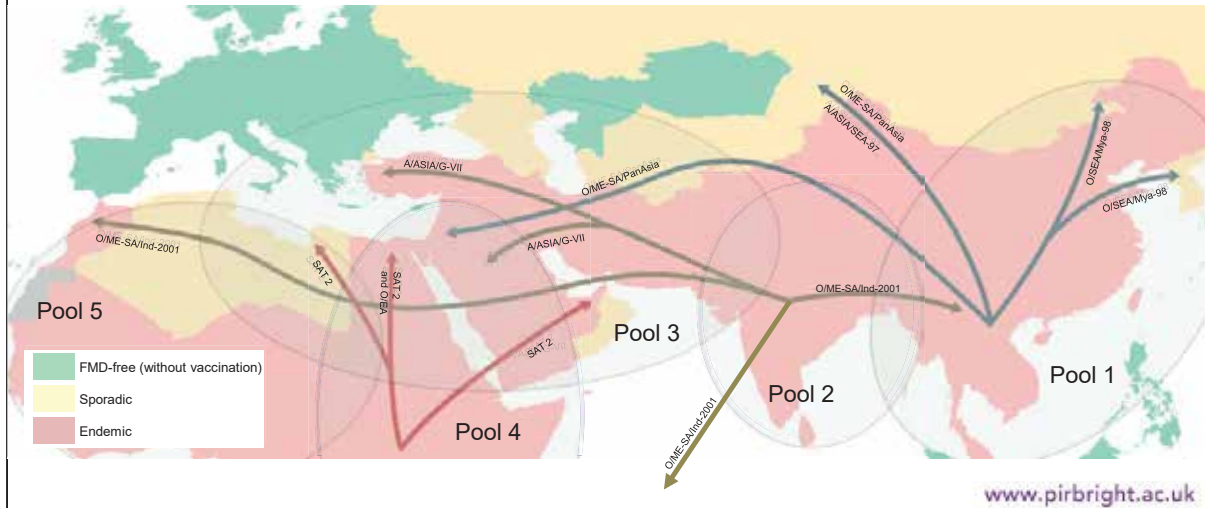 O/ME-SA/PanAsia
A/ASIA/SEA-97
O/SEA/Mya-98
O/SEA/Mya-98
A/ASIA/G-VII
O/ME-SA/PanAsia
A/ASIA/G-VII
O/ME-SA/Ind-2001
SAT 2
SAT 2
and O/EA
SAT 2
O/ME-SA/Ind-2001
O/ME-SA/Ind-2001
Pool 5
Pool 3
Pool 1
Pool 2
Pool 4
FMD-free (without vaccination)
Sporadic
Endemic
www.pirbright.ac.uk